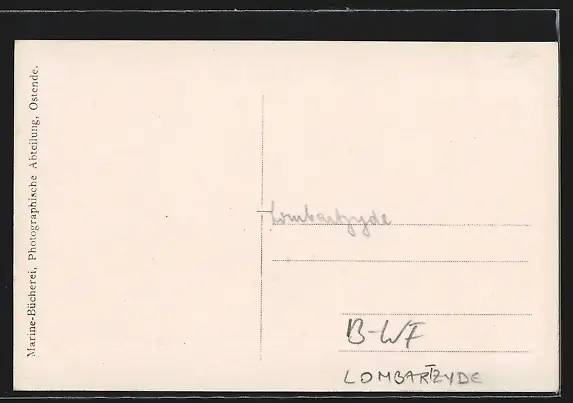 Marine-Bücherei, Photographische Abteilung, Ostende.
Lombartzyde
B-WF
LOMBARTZYDE